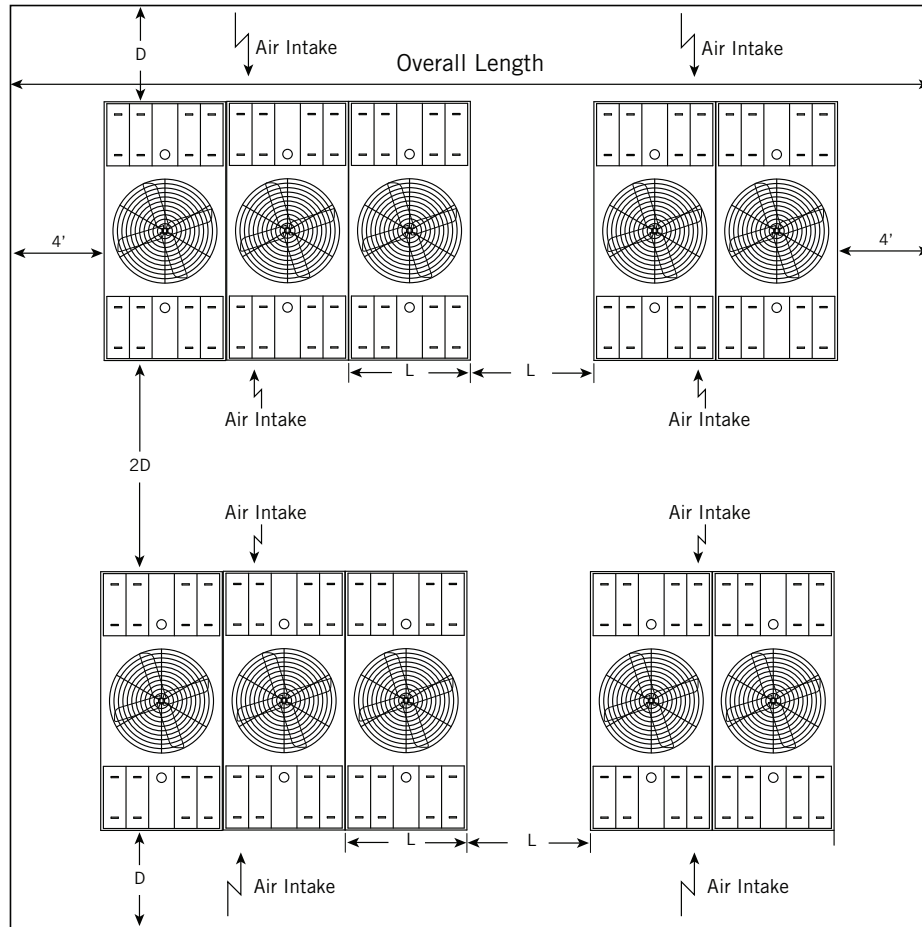 D
Air Intake
Air Intake
Overall Length
4'
4'
L
L
Air Intake
Air Intake
2D
Air Intake
Air Intake
L
L
D
Air Intake
Air Intake